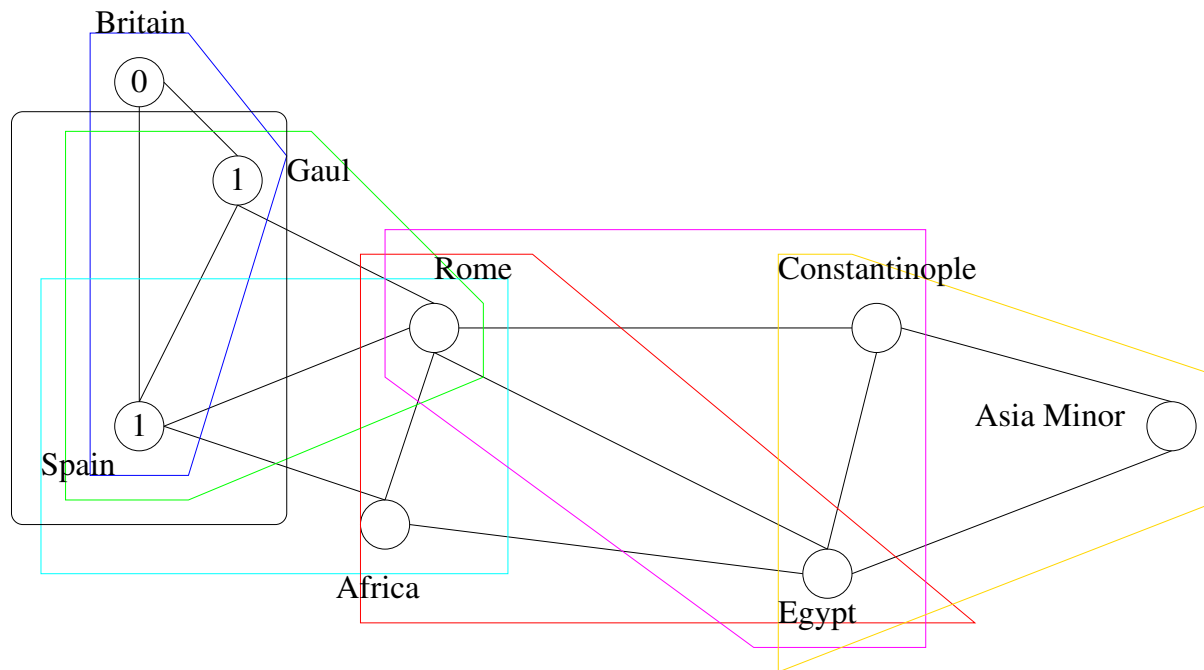 Britain
0
1
Gaul
Rome
Constantinople
Asia Minor
1
Spain
Africa
Egypt